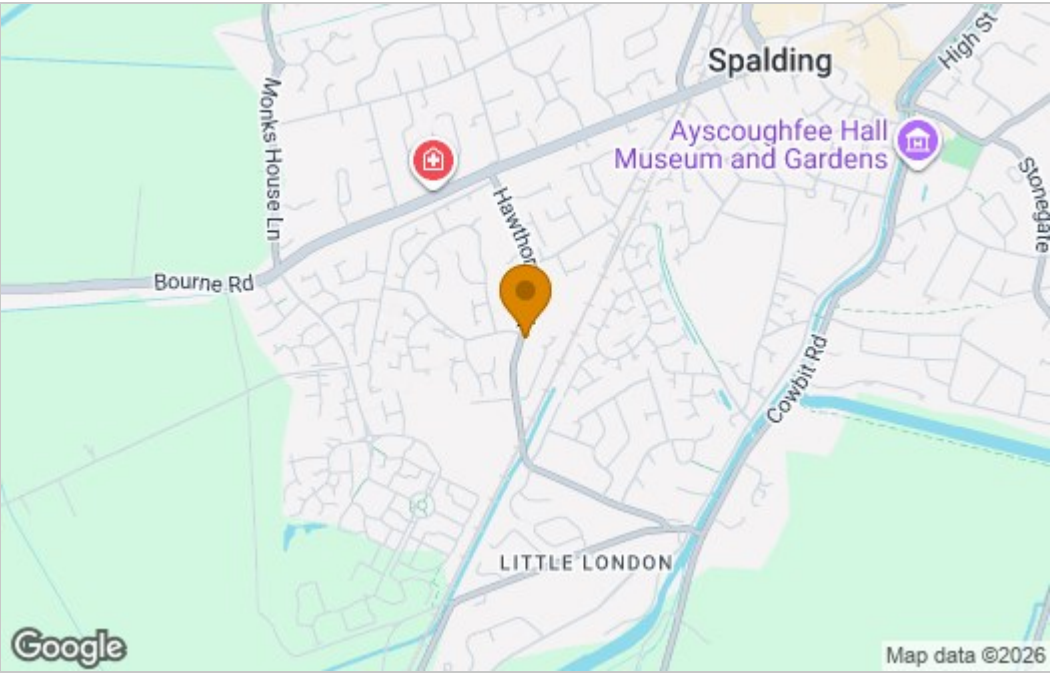 Spalding
High St
Monks House Ln
Ayscoughfee Hall
Museum and Gardens
Stonegate
Hawthor
Bourne Rd
Cowbit Rd
LITTLE LONDON
Google
Map data ©2026